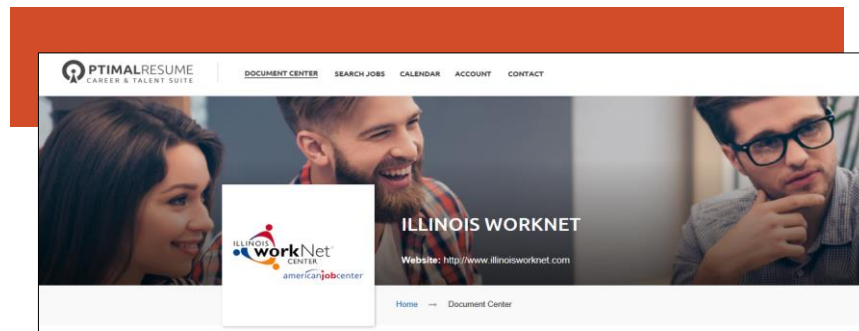 OPTIMALRESUME
CAREER & TALENT SUITE
DOCUMENT CENTER SEARCH JOBS CALENDAR ACCOUNT CONTACT
ILLINOIS WORKNET
Website: http://www.illinoisworknet.com
ILLINOIS
workNet
CENTER
americanjobcenter
Home → Document Center